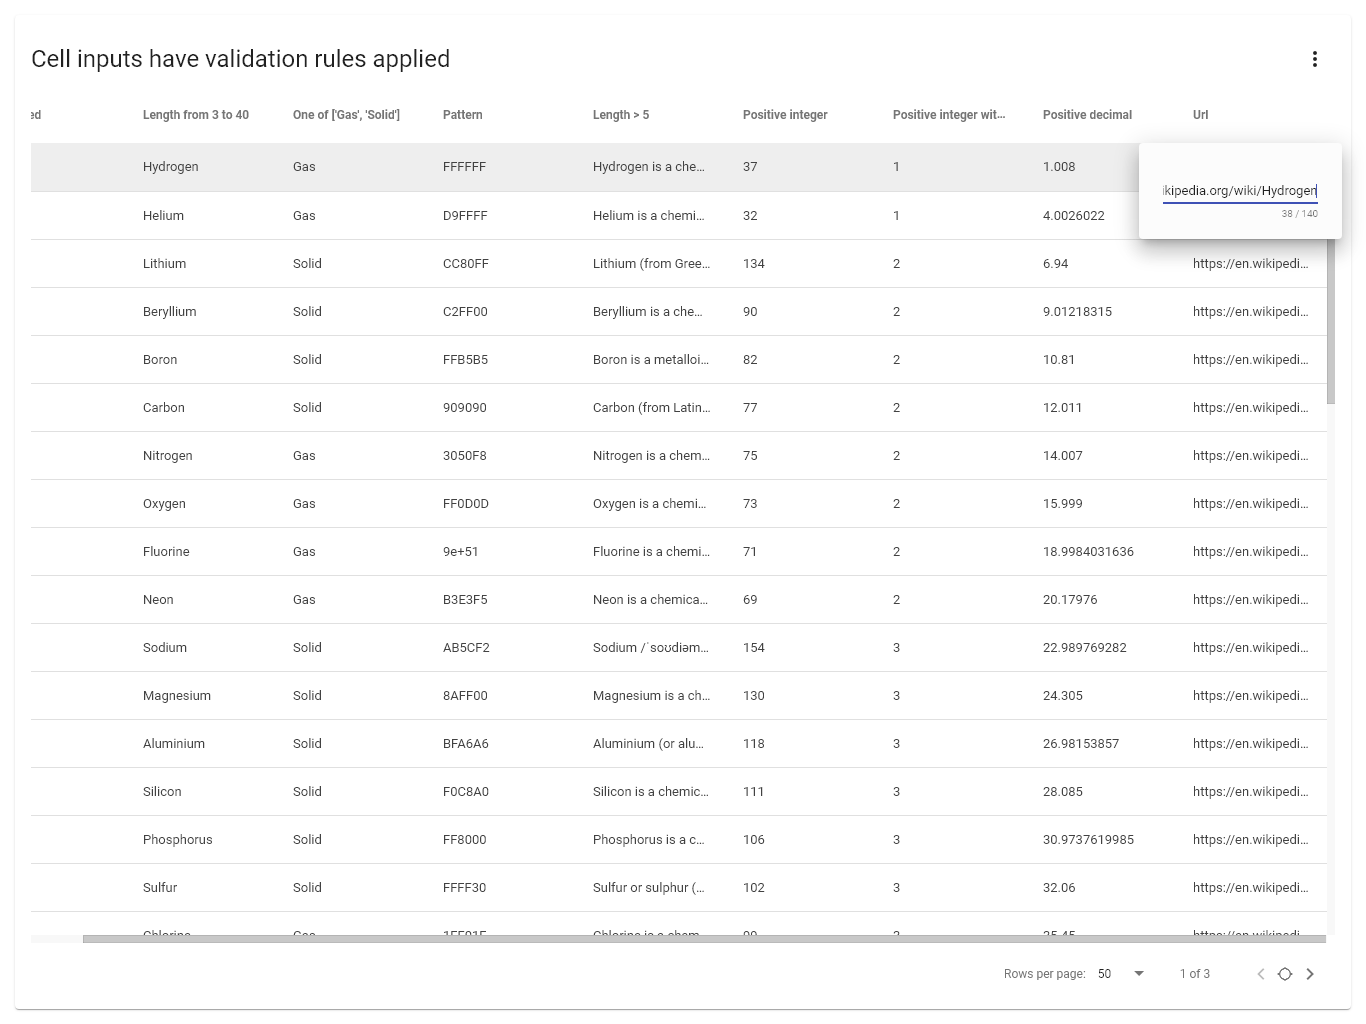 Cell inputs have validation rules applied
ed Length from 3 to 40 One of ['Gas', 'Solid'] Pattern Length > 5 Positive integer Positive integer wit... Positive decimal Url
Hydrogen Gas FFFFFF Hydrogen is a che... 37 1 1.008 ikipedia.org/wiki/Hydrogen
38 / 140
Helium Gas D9FFFF Helium is a chemi... 32 1 4.0026022
Lithium Solid CC80FF Lithium (from Gree... 134 2 6.94 https://en.wikipedi...
Beryllium Solid C2FF00 Beryllium is a che... 90 2 9.01218315 https://en.wikipedi...
Boron Solid FFB5B5 Boron is a metalloi... 82 2 10.81 https://en.wikipedi...
Carbon Solid 909090 Carbon (from Latin... 77 2 12.011 https://en.wikipedi...
Nitrogen Gas 3050F8 Nitrogen is a chem... 75 2 14.007 https://en.wikipedi...
Oxygen Gas FF0D0D Oxygen is a chemi... 73 2 15.999 https://en.wikipedi...
Fluorine Gas 9e+51 Fluorine is a chemi... 71 2 18.9984031636 https://en.wikipedi...
Neon Gas B3E3F5 Neon is a chemica... 69 2 20.17976 https://en.wikipedi...
Sodium Solid AB5CF2 Sodium /ˈsoʊdiəm... 154 3 22.989769282 https://en.wikipedi...
Magnesium Solid 8AFF00 Magnesium is a ch... 130 3 24.305 https://en.wikipedi...
Aluminium Solid BFA6A6 Aluminium (or alu... 118 3 26.98153857 https://en.wikipedi...
Silicon Solid F0C8A0 Silicon is a chemic... 111 3 28.085 https://en.wikipedi...
Phosphorus Solid FF8000 Phosphorus is a c... 106 3 30.9737619985 https://en.wikipedi...
Sulfur Solid FFFF30 Sulfur or sulphur (... 102 3 32.06 https://en.wikipedi...
Chlorine Gas 1FF01F Chlorine is a chem... 99 3 35.45 https://en.wikipedi...
Rows per page: 50 1 of 3